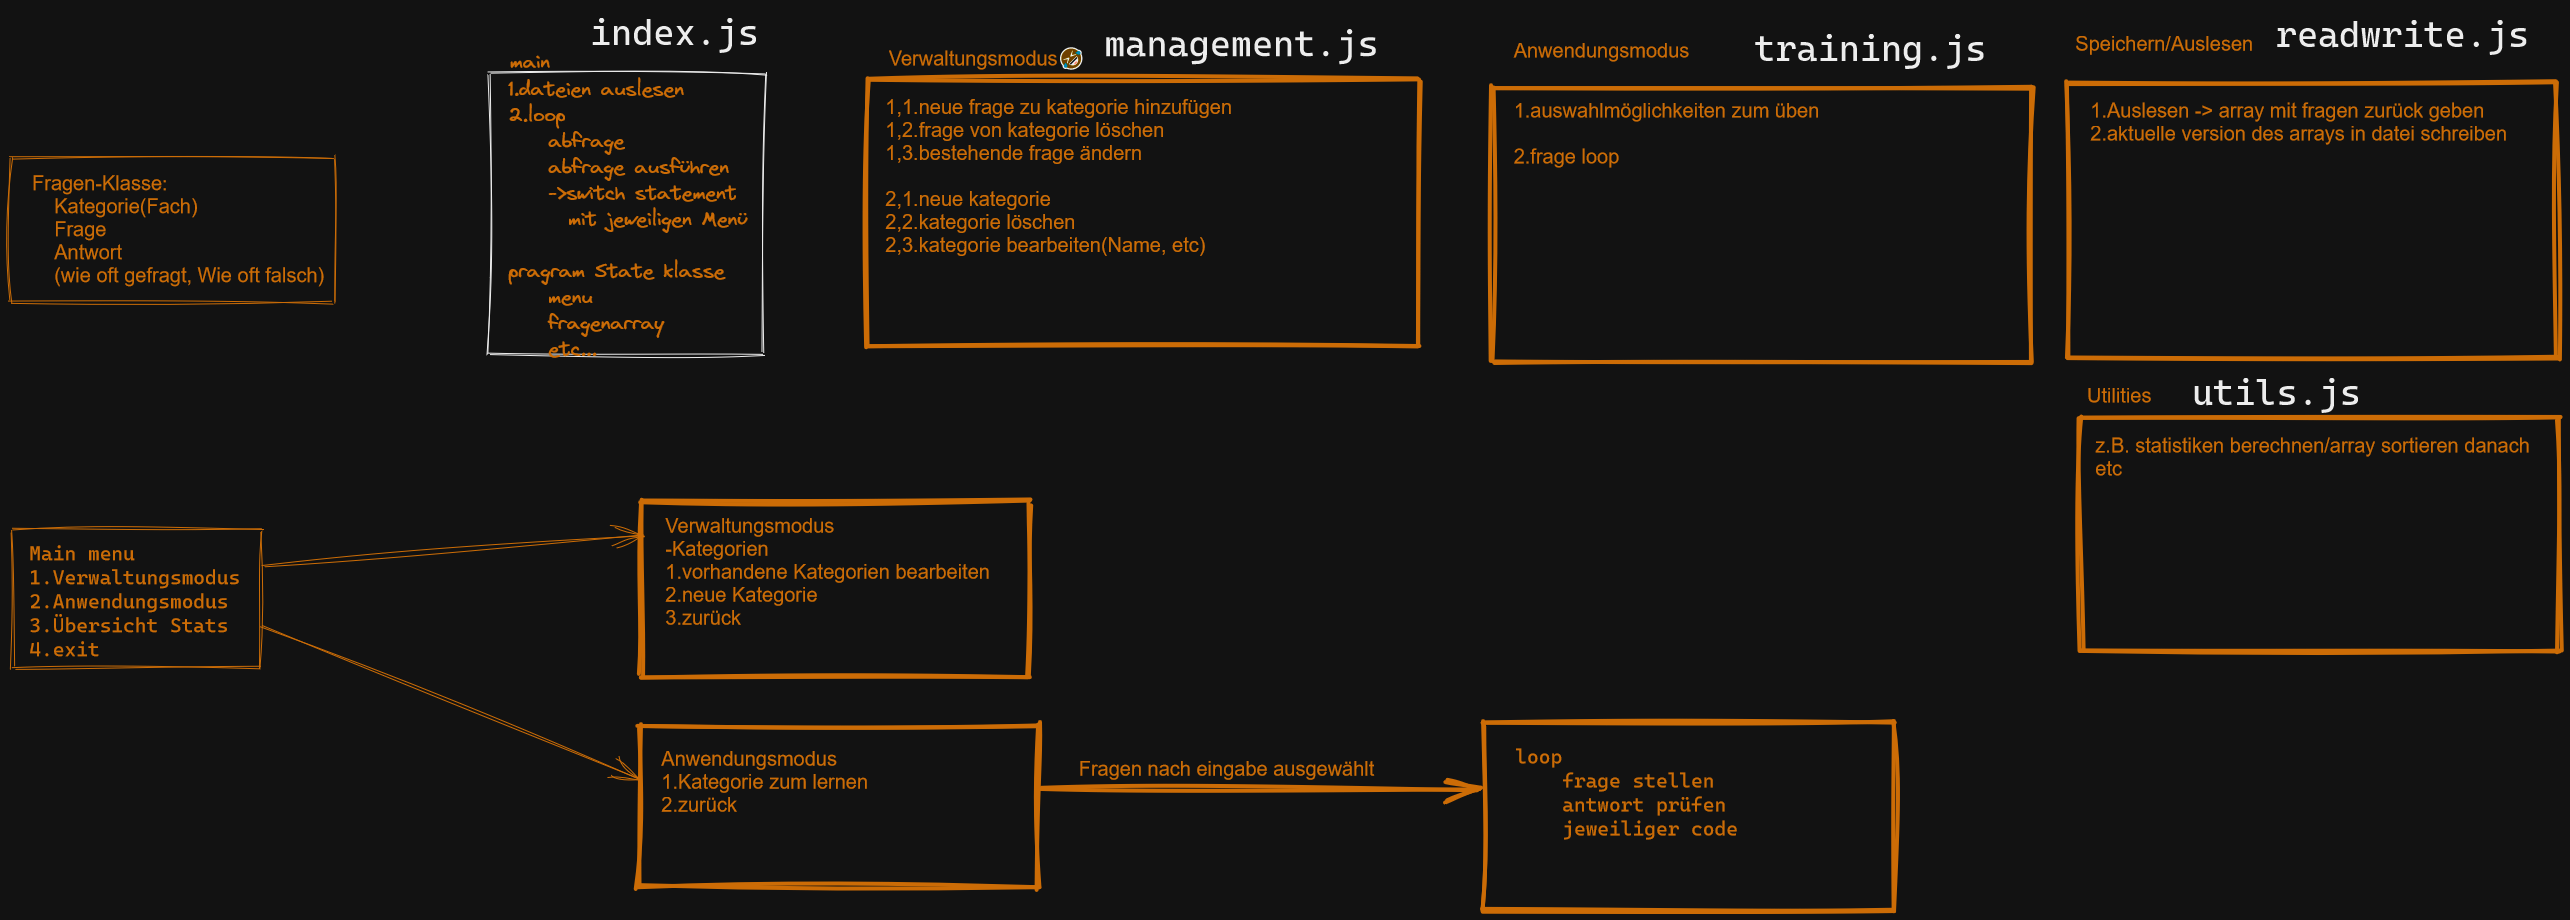 index.js
main
1.dateien auslesen
2.loop
abfrage
abfrage ausführen
->switch statement
mit jeweiligen Menü
pragram State klasse
menu
fragenarray
etc...
Verwaltungsmodus🤣
management.js
1,1.neue frage zu kategorie hinzufügen
1,2.frage von kategorie löschen
1,3.bestehende frage ändern
2,1.neue kategorie
2,2.kategorie löschen
2,3.kategorie bearbeiten(Name, etc)
Anwendungsmodus
training.js
1.auswahlmöglichkeiten zum üben
2.frage loop
Speichern/Auslesen
readwrite.js
1.Auslesen -> array mit fragen zurück geben
2.aktuelle version des arrays in datei schreiben
Fragen-Klasse:
Kategorie(Fach)
Frage
Antwort
(wie oft gefragt, Wie oft falsch)
Utilities
utils.js
z.B. statistiken berechnen/array sortieren danach
etc
Main menu
1.Verwaltungsmodus
2.Anwendungsmodus
3.Übersicht Stats
4.exit
Verwaltungsmodus
-Kategorien
1.vorhandene Kategorien bearbeiten
2.neue Kategorie
3.zurück
Anwendungsmodus
1.Kategorie zum lernen
2.zurück
Fragen nach eingabe ausgewählt
loop
frage stellen
antwort prüfen
jeweiliger code